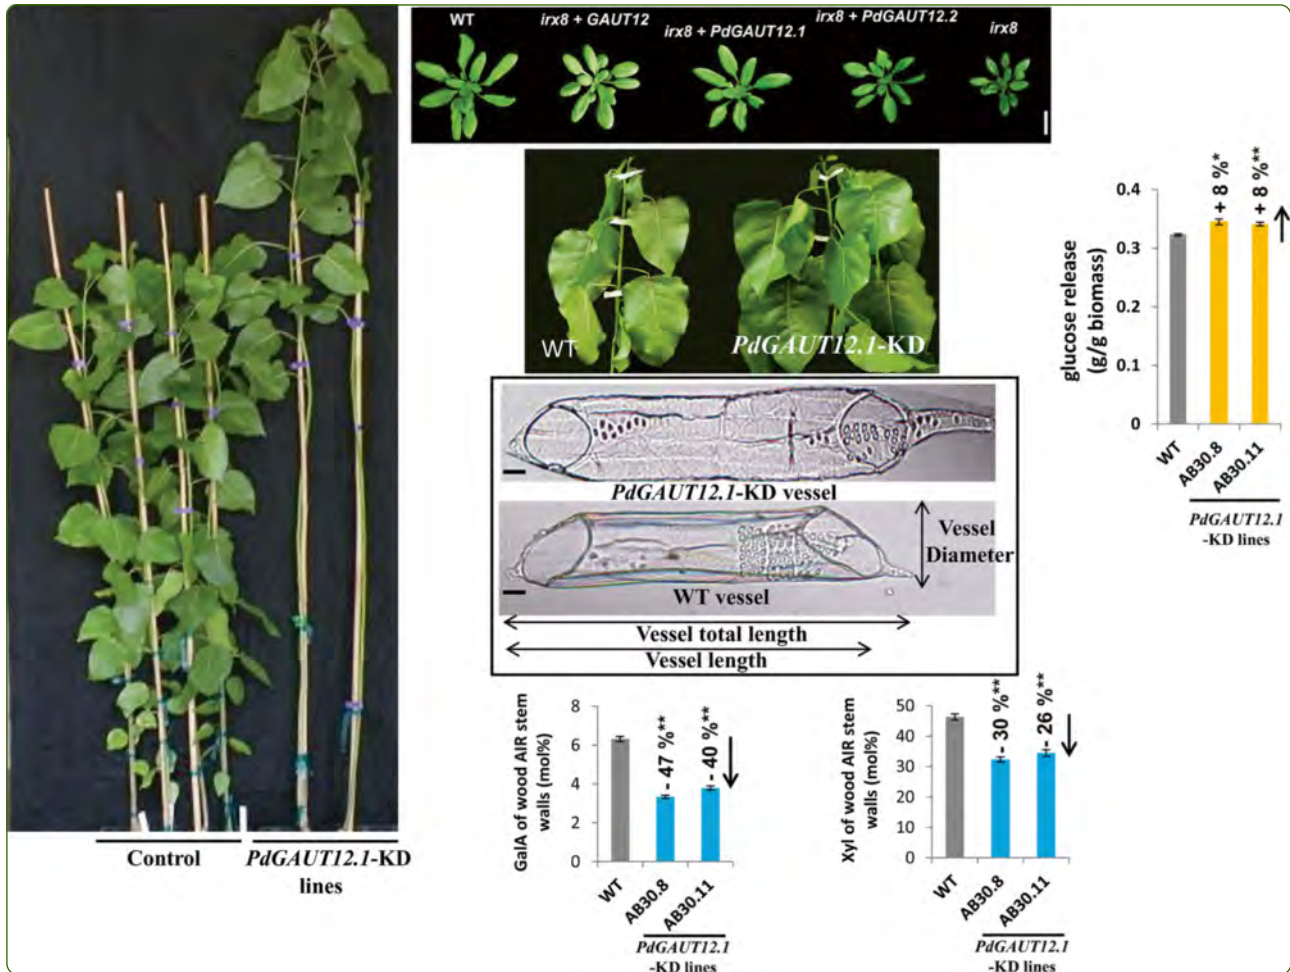 WT
irx8 + GAUT12
irx8 + PdGAUT12.1
irx8 + PdGAUT12.2
irx8
WT
PdGAUT12.1-KD
PdGAUT12.1-KD vessel
WT vessel
Vessel
Diameter
Vessel total length
Vessel length
Control
PdGAUT12.1-KD
lines
glucose release
(g/g biomass)
0.4
0.3
0.2
0.1
0
+ 8 %*
+ 8 %**
WT
AB30.8
AB30.11
PdGAUT12.1
-KD lines
GalA of wood AIR stem
walls (mol%)
8
6
4
2
0
- 47 %**
- 40 %**
WT
AB30.8
AB30.11
PdGAUT12.1
-KD lines
Xyl of wood AIR stem
walls (mol%)
50
40
30
20
10
0
- 30 %**
- 26 %**
WT
AB30.8
AB30.11
PdGAUT12.1
-KD lines